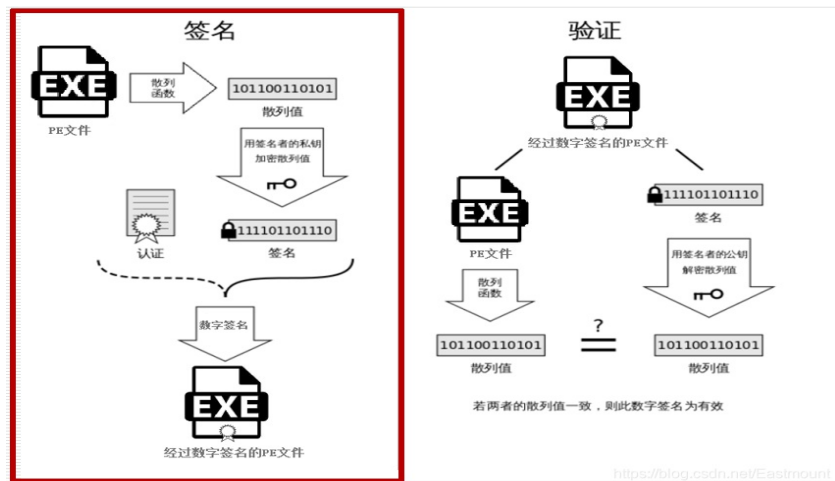 签名
EXE
PE文件
散列
函数
101100110101
散列值
用签名者的私钥
加密散列值
认证
111101101110
签名
数字签名
EXE
经过数字签名的PE文件
验证
EXE
经过数字签名的PE文件
EXE
PE文件
散列
函数
101100110101
散列值
111101101110
签名
用签名者的公钥
解密散列值
101100110101
散列值
?
=
若两者的散列值一致，则此数字签名为有效
https://blog.csdn.net/Eastmount